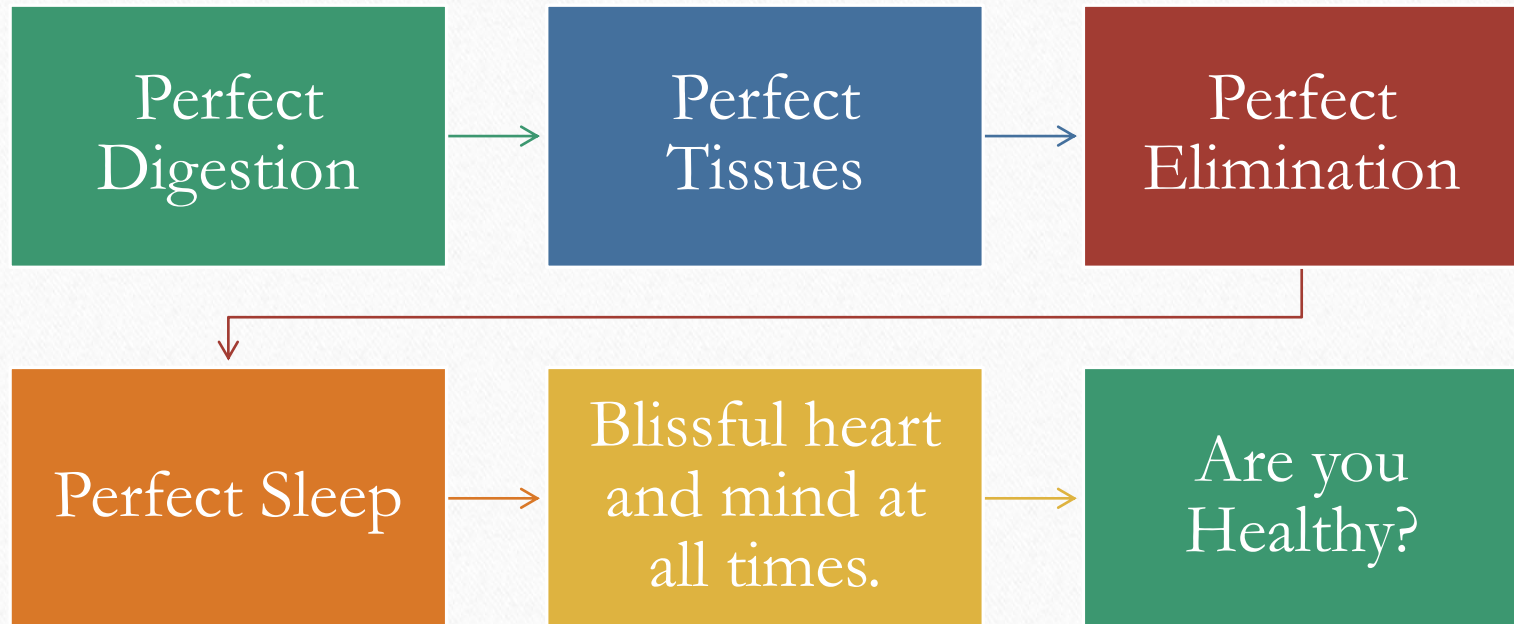 Perfect
Digestion
Perfect
Tissues
Perfect
Elimination
Perfect Sleep
Blissful heart
and mind at
all times.
Are you
Healthy?